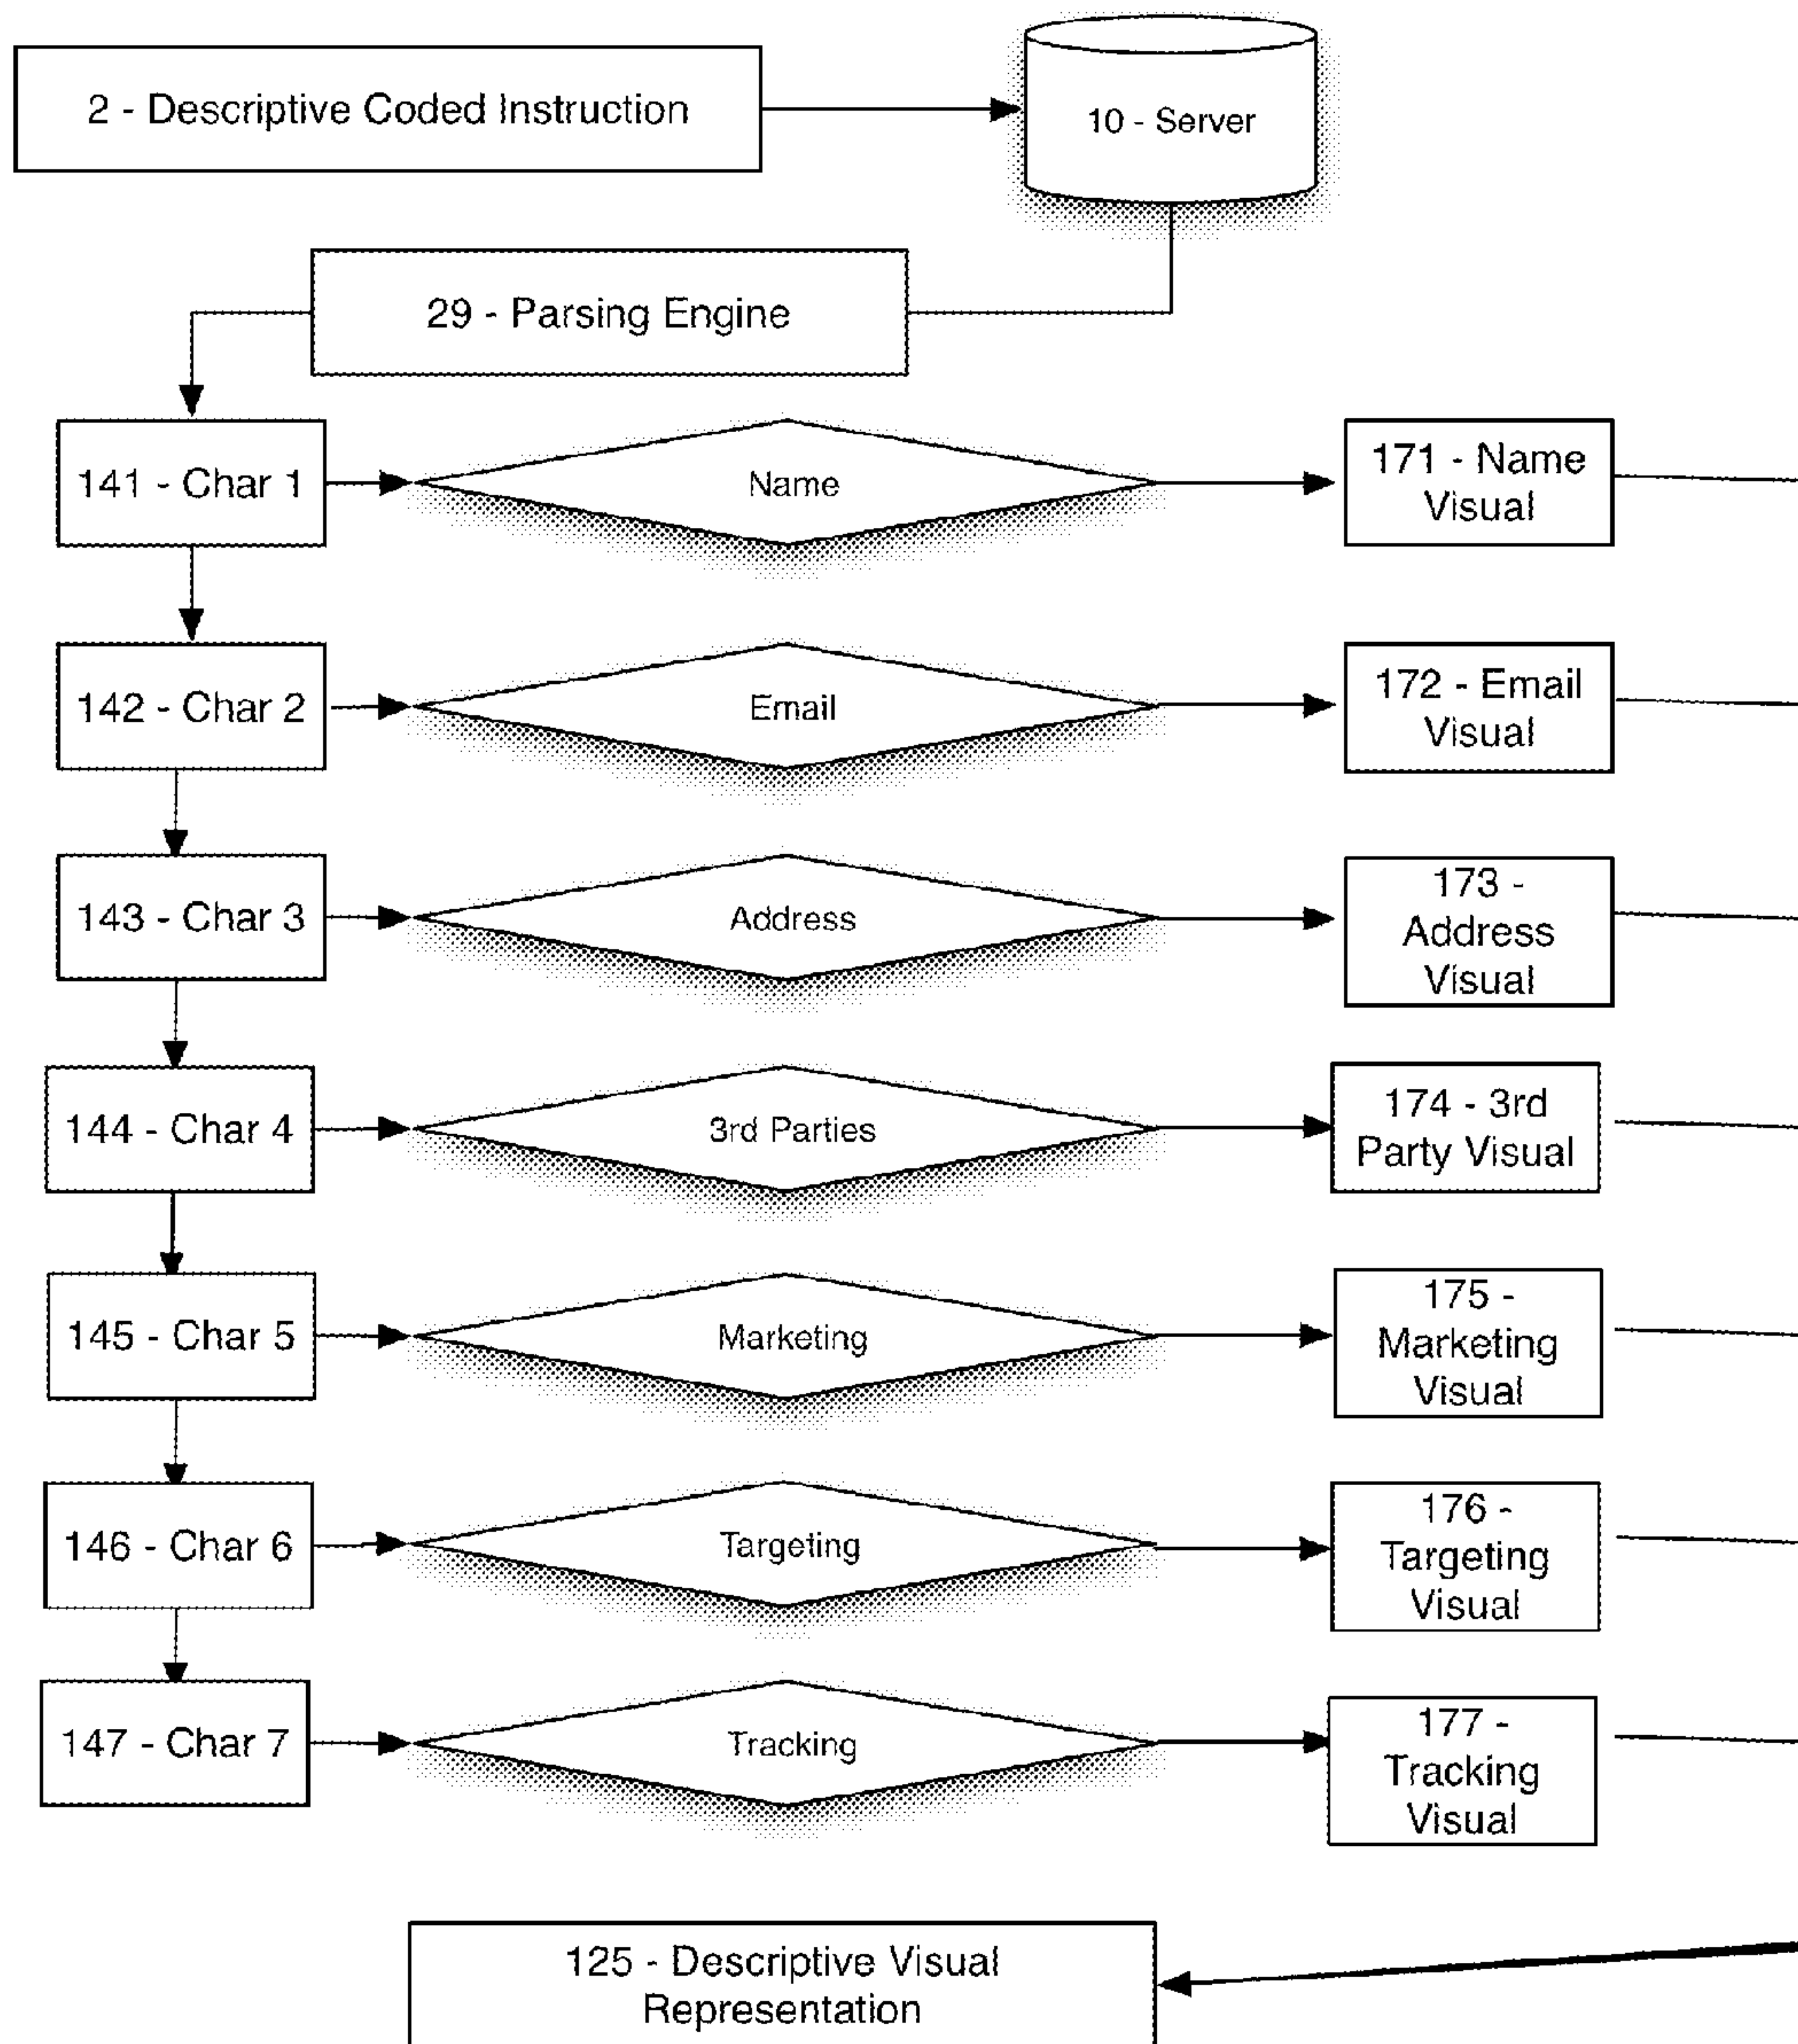 2 - Descriptive Coded Instruction
10 - Server
29 - Parsing Engine
141 - Char 1
Name
171 - Name
Visual
142 - Char 2
Email
172 - Email
Visual
143 - Char 3
Address
173 -
Address
Visual
144 - Char 4
3rd Parties
174 - 3rd
Party Visual
145 - Char 5
Marketing
175 -
Marketing
Visual
146 - Char 6
Targeting
176 -
Targeting
Visual
147 - Char 7
Tracking
177 -
Tracking
Visual
125 - Descriptive Visual
Representation